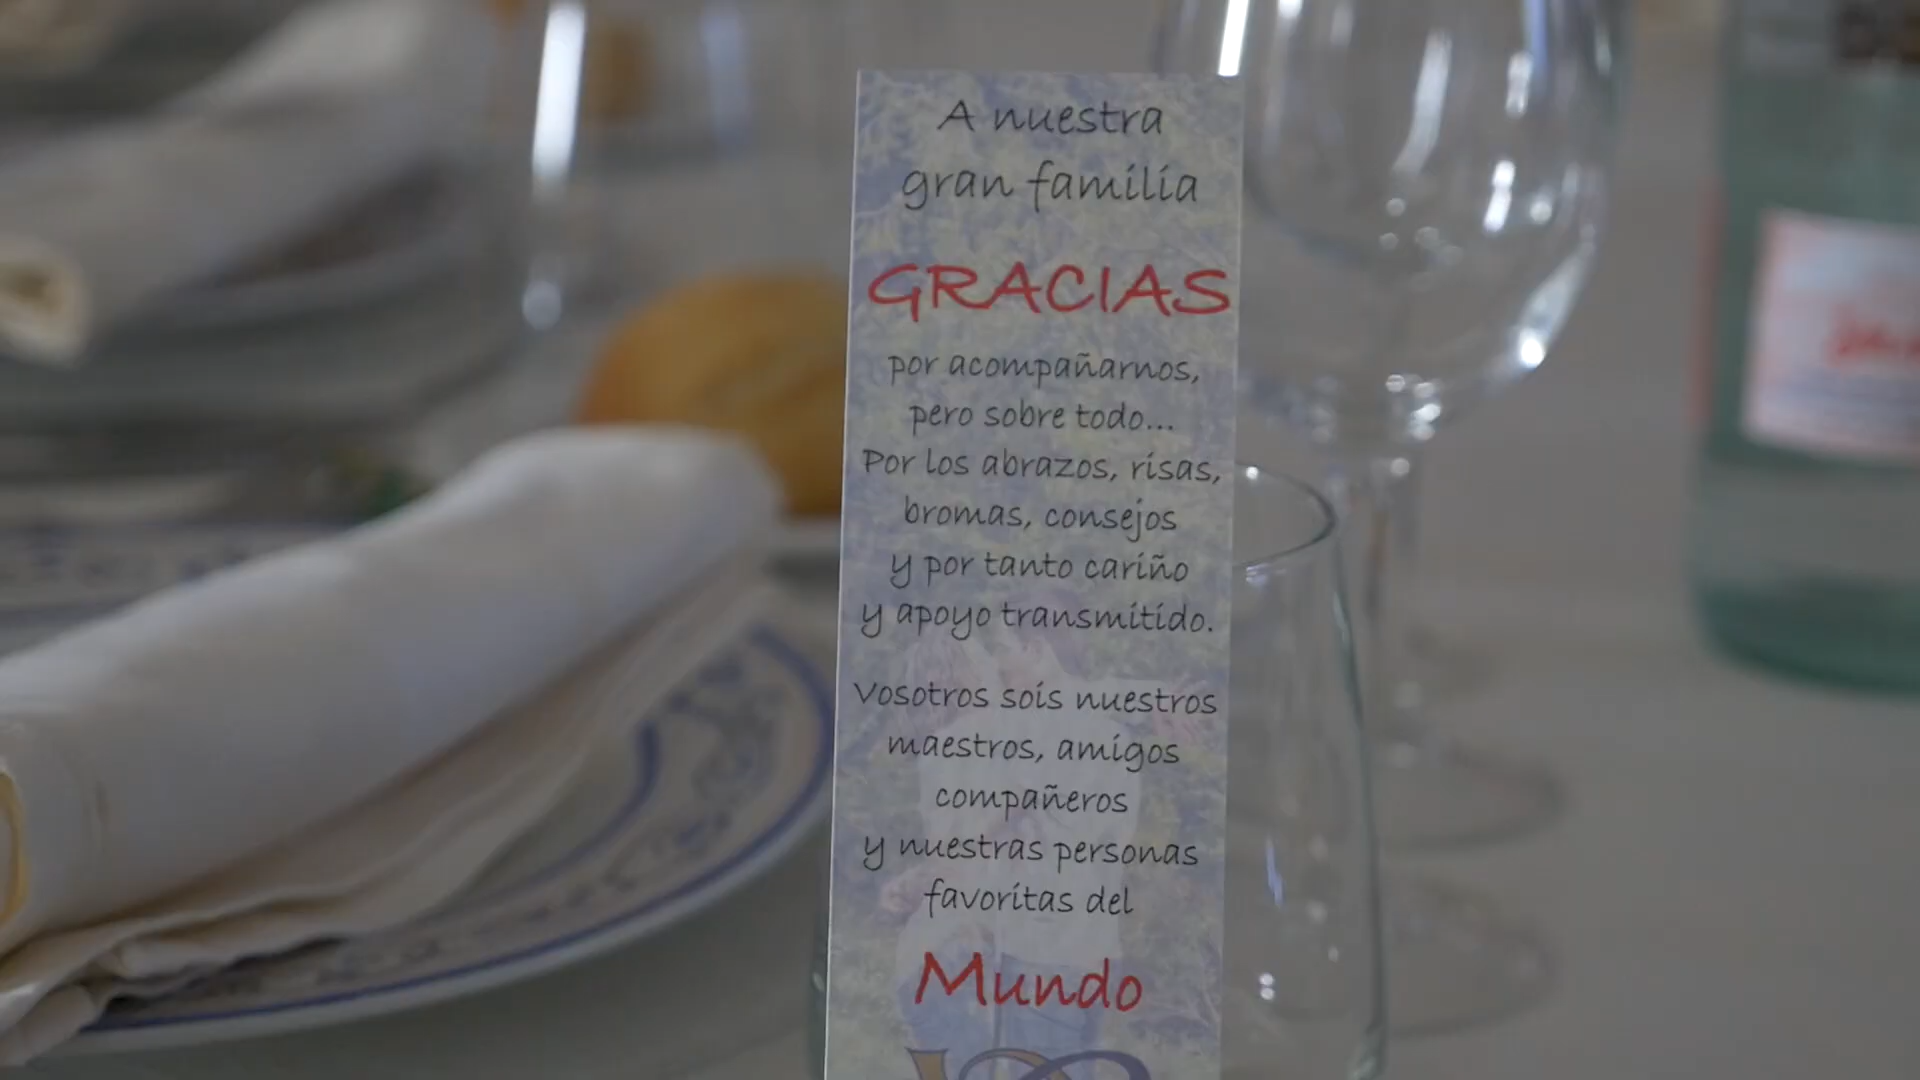 A nuestra
gran familia
GRACIAS
por acompañarnos,
pero sobre todo...
Por los abrazos, risas,
bromas, consejos
y por tanto cariño
y apoyo transmitido.
Vosotros sois nuestros
maestros, amigos
compañeros
y nuestras personas
favoritas del
Mundo